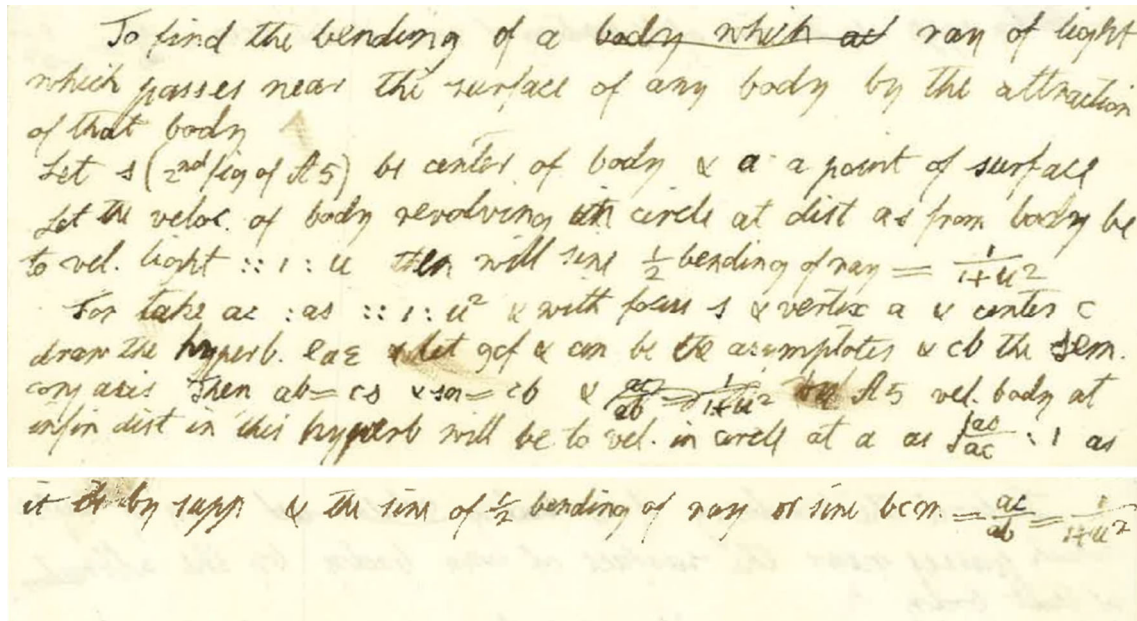 To find the bending of a body which at ray of light
which passes near the surface of any body by the attraction
of that body
Let s (2nd fig of A5) be center of body & a a point of surface
Let the veloc. of body revolving in circle at dist as from body be
to vel. light :: 1 : u then will sine 1/2 bending of ray = 1/1+u²
For take ac : as :: 1 : u² & with focus s & vertex a & center c
draw the hyperb. & let gcf & cn be the asymptotes & cb the sem.
conj axis Then ab = cs & sn = cb & ac/ab = 1/1+u² A5 vel. body at
infin dist in this hyperb will be to vel. in circle at a as √as/ac : 1 as
it is by supp. & the sine of 1/2 bending of ray or sine bcm = ac/ab = 1/1+u²